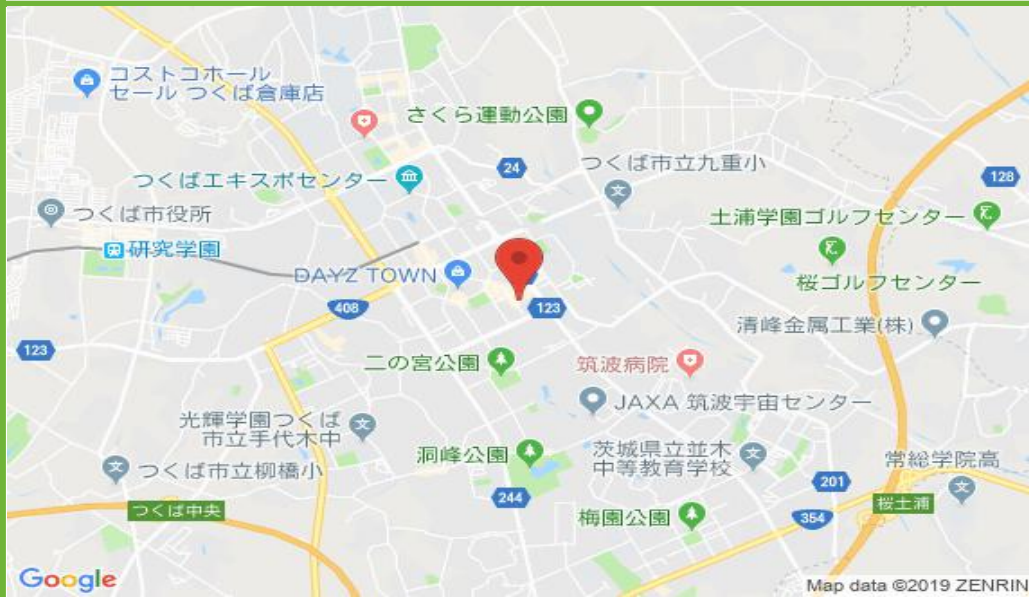 コストコホール
セール つくば倉庫店
さくら運動公園
24
つくば市立九重小
128
つくばエキスポセンター
つくば市役所
土浦学園ゴルフセンター
研究学園
DAYZ TOWN
桜ゴルフセンター
408
123
清峰金属工業(株)
123
二の宮公園
筑波病院
JAXA 筑波宇宙センター
光輝学園つくば
市立手代木中
洞峰公園
茨城県立並木
中等教育学校
常総学院高
つくば市立柳橋小
201
244
桜土浦
つくば中央
梅園公園
354
Google
Map data ©2019 ZENRIN